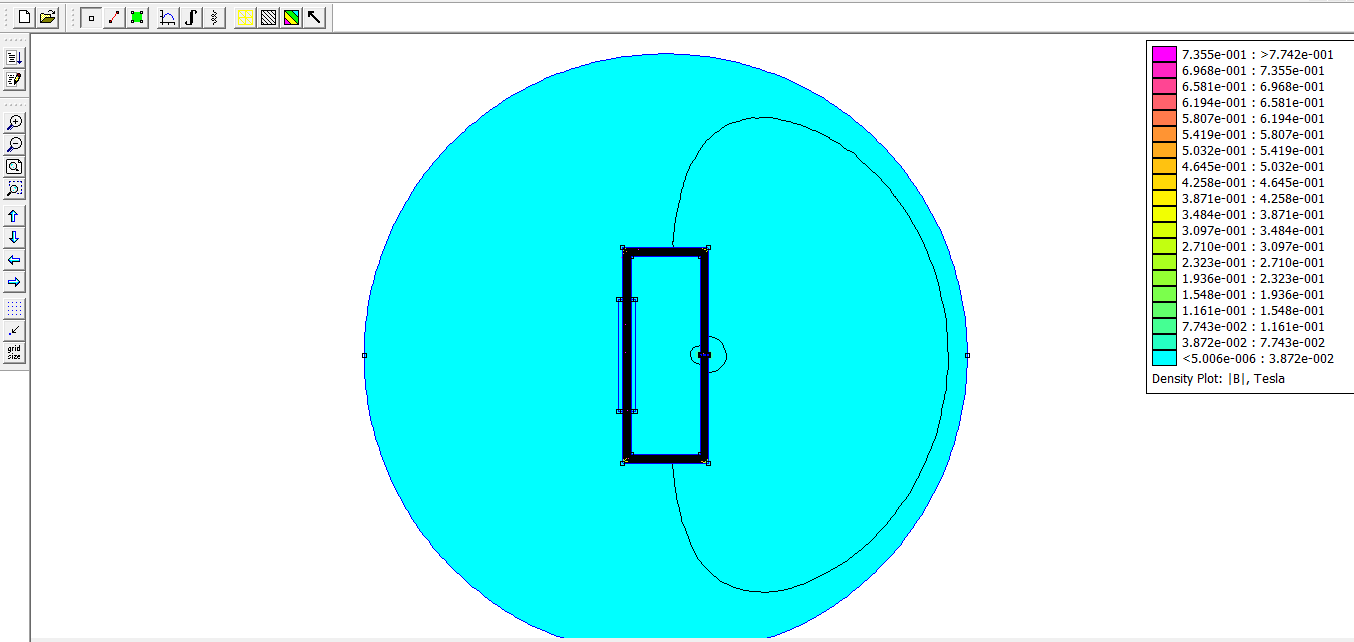 grid
size
7.355e-001 : >7.742e-001
6.968e-001 : 7.355e-001
6.581e-001 : 6.968e-001
6.194e-001 : 6.581e-001
5.807e-001 : 6.194e-001
5.419e-001 : 5.807e-001
5.032e-001 : 5.419e-001
4.645e-001 : 5.032e-001
4.258e-001 : 4.645e-001
3.871e-001 : 4.258e-001
3.484e-001 : 3.871e-001
3.097e-001 : 3.484e-001
2.710e-001 : 3.097e-001
2.323e-001 : 2.710e-001
1.936e-001 : 2.323e-001
1.548e-001 : 1.936e-001
1.161e-001 : 1.548e-001
7.743e-002 : 1.161e-001
3.872e-002 : 7.743e-002
<5.006e-006 : 3.872e-002
Density Plot: |B|, Tesla